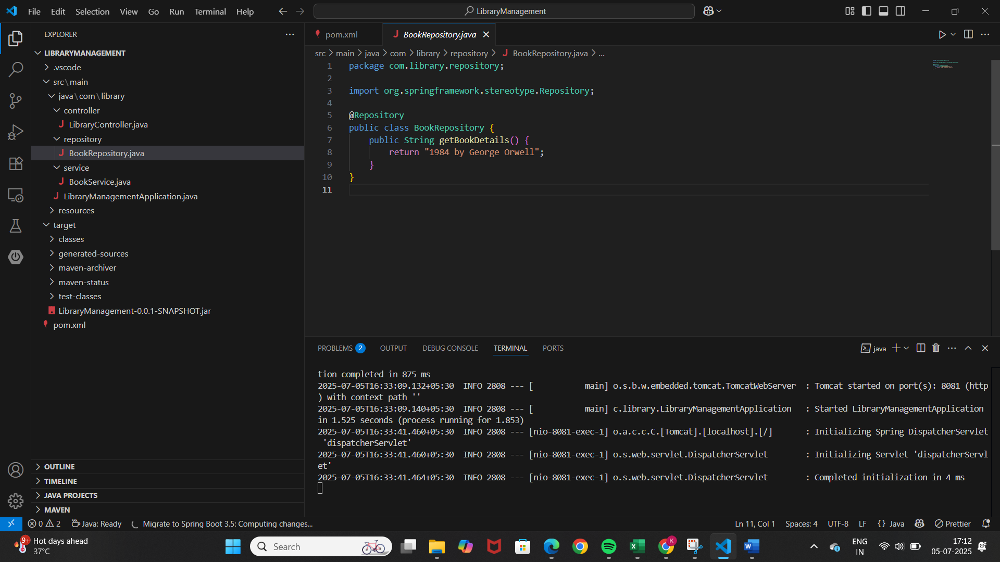 File Edit Selection View Go Run Terminal Help
LibraryManagement
EXPLORER
LIBRARYMANAGEMENT
.vscode
src\main
java\com\library
controller
LibraryController.java
repository
BookRepository.java
service
BookService.java
LibraryManagementApplication.java
resources
target
classes
generated-sources
maven-archiver
maven-status
test-classes
LibraryManagement-0.0.1-SNAPSHOT.jar
pom.xml
OUTLINE
TIMELINE
JAVA PROJECTS
MAVEN
pom.xml BookRepository.java
src > main > java > com > library > repository > BookRepository.java > ...
1 package com.library.repository;
2
3 import org.springframework.stereotype.Repository;
4
5 @Repository
6 public class BookRepository {
7 public String getBookDetails() {
8 return "1984 by George Orwell";
9 }
10 }
11
PROBLEMS 2 OUTPUT DEBUG CONSOLE TERMINAL PORTS
java
tion completed in 875 ms
2025-07-05T16:33:09.132+05:30 INFO 2808 --- [ main] o.s.b.w.embedded.tomcat.TomcatWebServer : Tomcat started on port(s): 8081 (http
) with context path ''
2025-07-05T16:33:09.140+05:30 INFO 2808 --- [ main] c.library.LibraryManagementApplication : Started LibraryManagementApplication
in 1.525 seconds (process running for 1.853)
2025-07-05T16:33:41.460+05:30 INFO 2808 --- [nio-8081-exec-1] o.a.c.c.C.[Tomcat].[localhost].[/] : Initializing Spring DispatcherServlet
'dispatcherServlet'
2025-07-05T16:33:41.460+05:30 INFO 2808 --- [nio-8081-exec-1] o.s.web.servlet.DispatcherServlet : Initializing Servlet 'dispatcherServl
et'
2025-07-05T16:33:41.464+05:30 INFO 2808 --- [nio-8081-exec-1] o.s.web.servlet.DispatcherServlet : Completed initialization in 4 ms
0 2 Java: Ready Migrate to Spring Boot 3.5: Computing changes... Ln 11, Col 1 Spaces: 4 UTF-8 LF {} Java Prettier
9+ Hot days ahead
37°C
Search
K
ENG
IN
17:12
05-07-2025